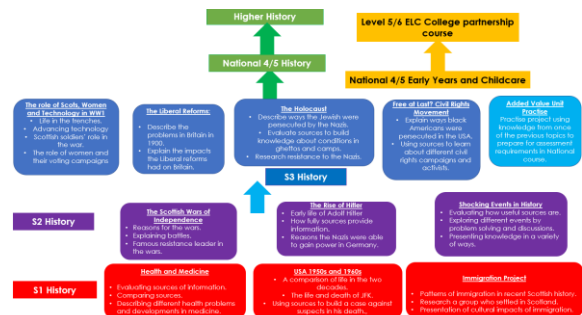 Higher History
Level 5/6 ELC College partnership
course
National 4/5 History
National 4/5 Early Years and Childcare
The role of Scots, Women
and Technology in WW1
• Life in the trenches.
• Advancing technology
• Scottish soldiers' role in
the war.
• The role of women and
their voting campaigns
The Liberal Reforms:
• Describe the
problems in Britain in
1900.
• Explain the impacts
the Liberal reforms
had on Britain.
The Holocaust
• Describe ways the Jewish were
persecuted by the Nazis.
• Evaluate sources to build
knowledge about conditions in
ghettos and camps.
• Research resistance to the Nazis.
Free at Last? Civil Rights
Movement
• Explain ways black
Americans were
persecuted in the USA.
• Using sources to learn
about different civil
rights campaigns and
activists.
Added Value Unit
Practise
• Practise project using
knowledge from once
of the previous topics to
prepare for assessment
requirements in National
course.
S3 History
S2 History
The Scottish Wars of
Independence
• Reasons for the wars.
• Explaining battles.
• Famous resistance leader in
the wars.
The Rise of Hitler
• Early life of Adolf Hitler
• How fully sources provide
information.
• Reasons the Nazis were able
to gain power in Germany.
Shocking Events in History
• Evaluating how useful sources are.
• Exploring different events by
problem solving and discussions.
• Presenting knowledge in a variety
of ways.
S1 History
Health and Medicine
• Evaluating sources of information.
• Comparing sources.
• Describing different health problems
and developments in medicine.
USA 1950s and 1960s
• A comparison of life in the two
decades.
• The life and death of JFK.
• Using sources to build a case against
suspects in his death.
Immigration Project
• Patterns of immigration in recent Scottish history.
• Research a group who settled in Scotland.
• Presentation of cultural impacts of immigration.